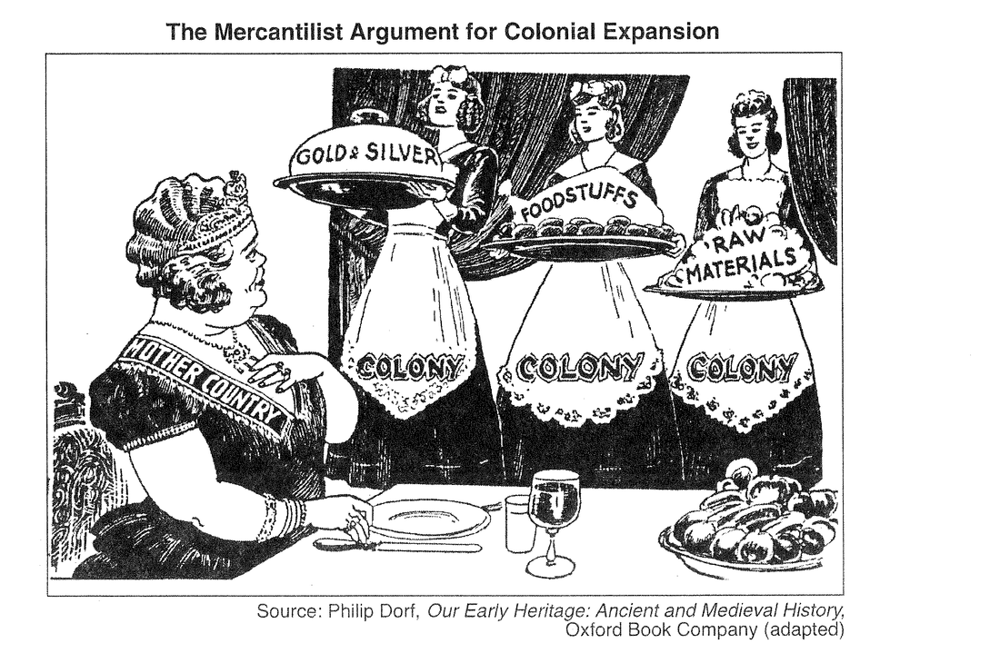 The Mercantilist Argument for Colonial Expansion
GOLD & SILVER
FOODSTUFFS
RAW
MATERIALS
MOTHER COUNTRY
COLONY
COLONY
COLONY
Source: Philip Dorf, Our Early Heritage: Ancient and Medieval History,
Oxford Book Company (adapted)